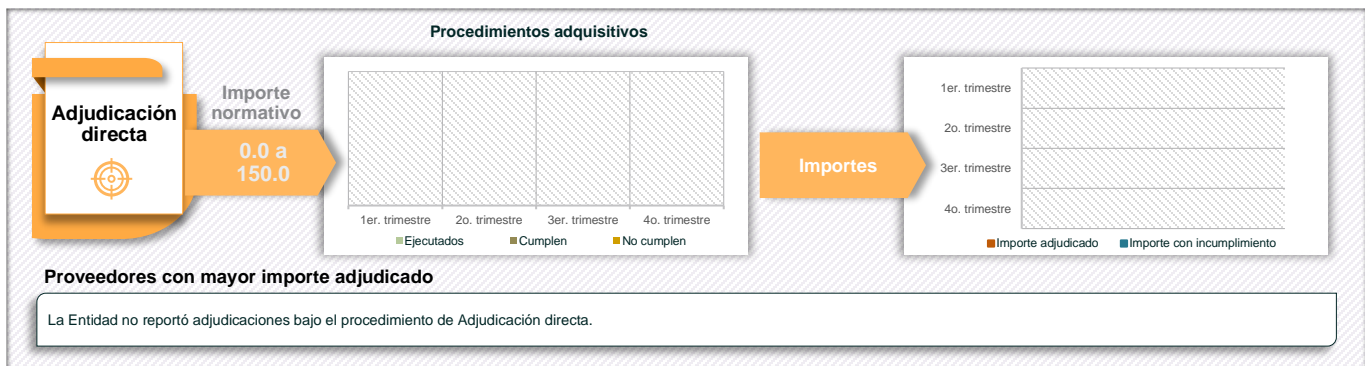 Procedimientos adquisitivos
Adjudicación
directa
Importe
normativo
0.0 a
150.0
1er. trimestre
2o. trimestre
3er. trimestre
4o. trimestre
Ejecutados
Cumplen
No cumplen
Importes
1er. trimestre
2o. trimestre
3er. trimestre
4o. trimestre
Importe adjudicado
Importe con incumplimiento
Proveedores con mayor importe adjudicado
La Entidad no reportó adjudicaciones bajo el procedimiento de Adjudicación directa.